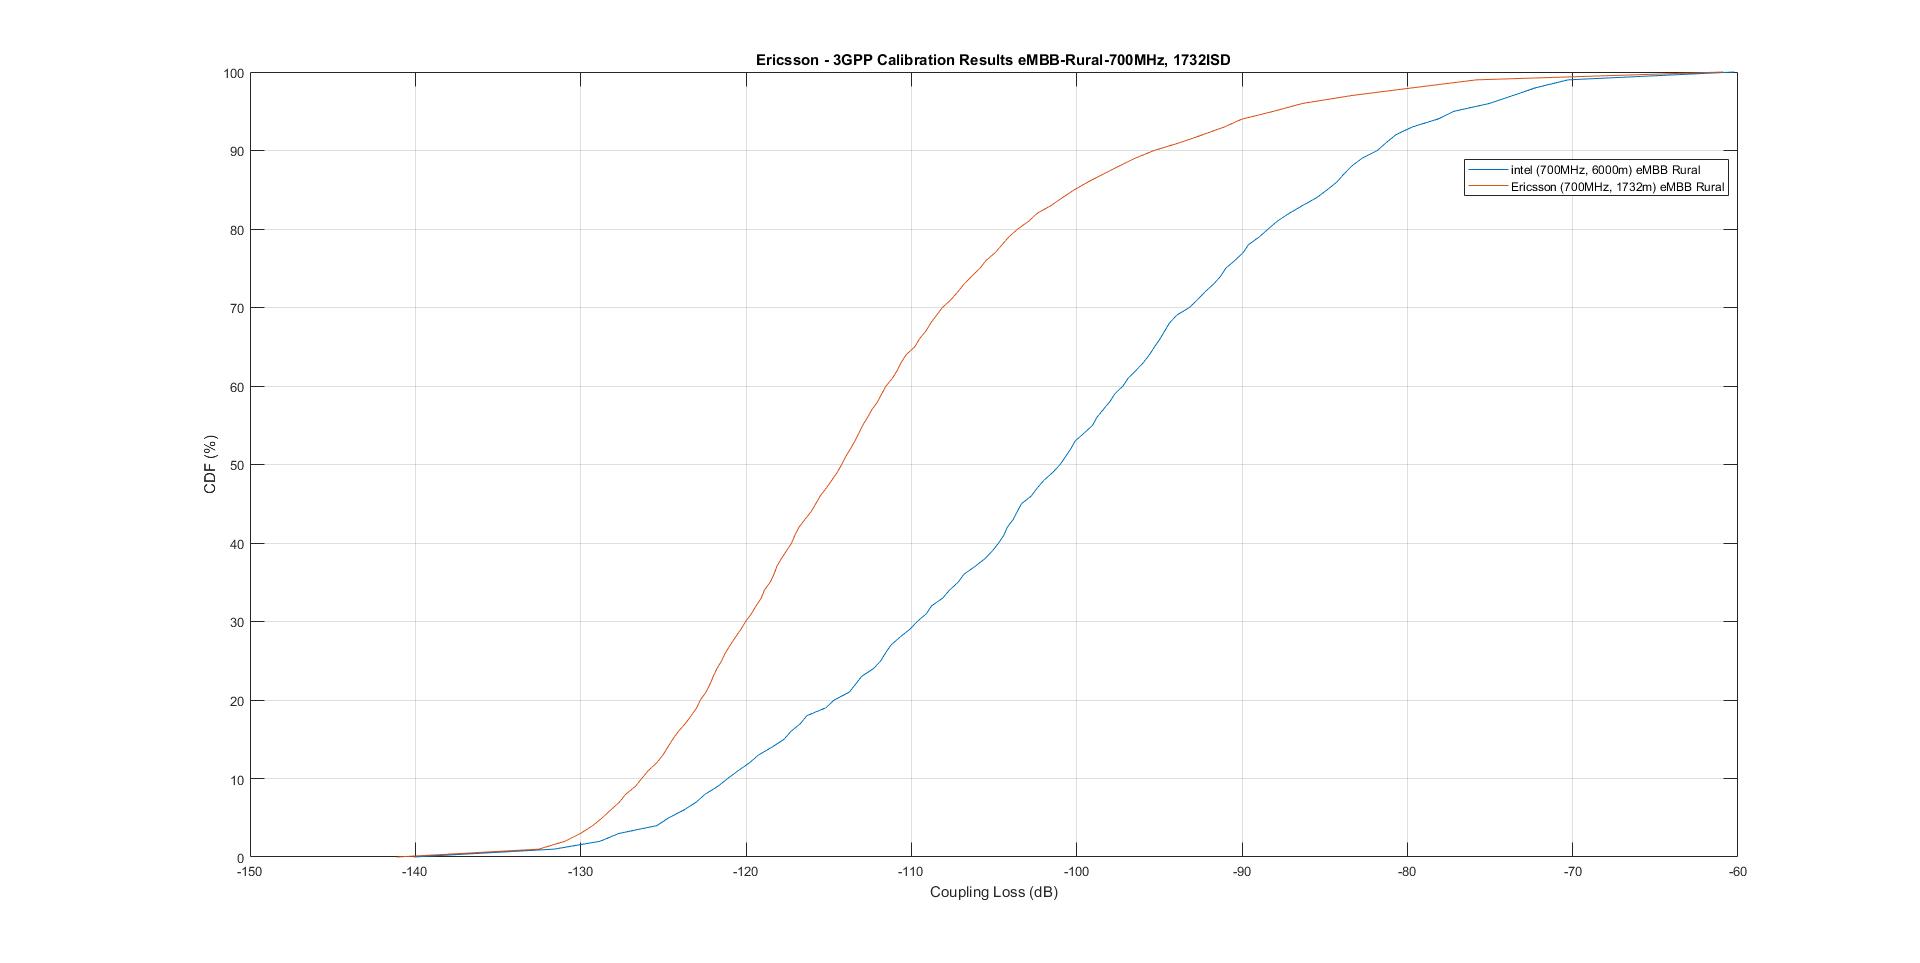 Ericsson - 3GPP Calibration Results eMBB-Rural-700MHz, 1732ISD
100
90
80
70
60
50
40
30
20
10
0
CDF (%)
intel (700MHz, 6000m) eMBB Rural
Ericsson (700MHz, 1732m) eMBB Rural
-150 -140 -130 -120 -110 -100 -90 -80 -70 -60
Coupling Loss (dB)